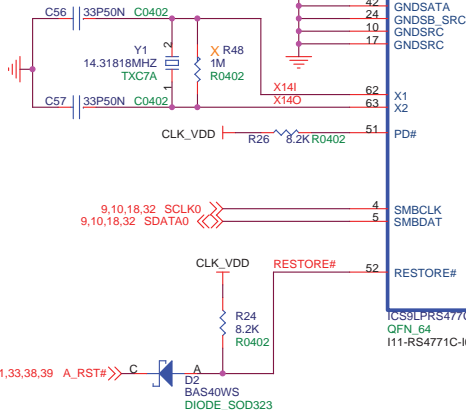 42 GNDSATA
24 GNDSB_SRC
10 GNDSRC
17 GNDSRC
C56 33P50N C0402
Y1 2 X R48
14.31818MHZ 1M
TXC7A R0402
1
X14I 62 X1
C57 33P50N C0402 X14O 63 X2
CLK_VDD 51 PD#
R26 8.2K R0402
9,10,18,32 SCLK0 4 SMBCLK
9,10,18,32 SDATA0 5 SMBDAT
CLK_VDD RESTORE# 52 RESTORE#
R24
8.2K
R0402
ICS9LPRS477C
QFN_64
I11-RS4771C-I
1,33,38,39 A_RST# C A
D2
BAS40WS
DIODE_SOD323